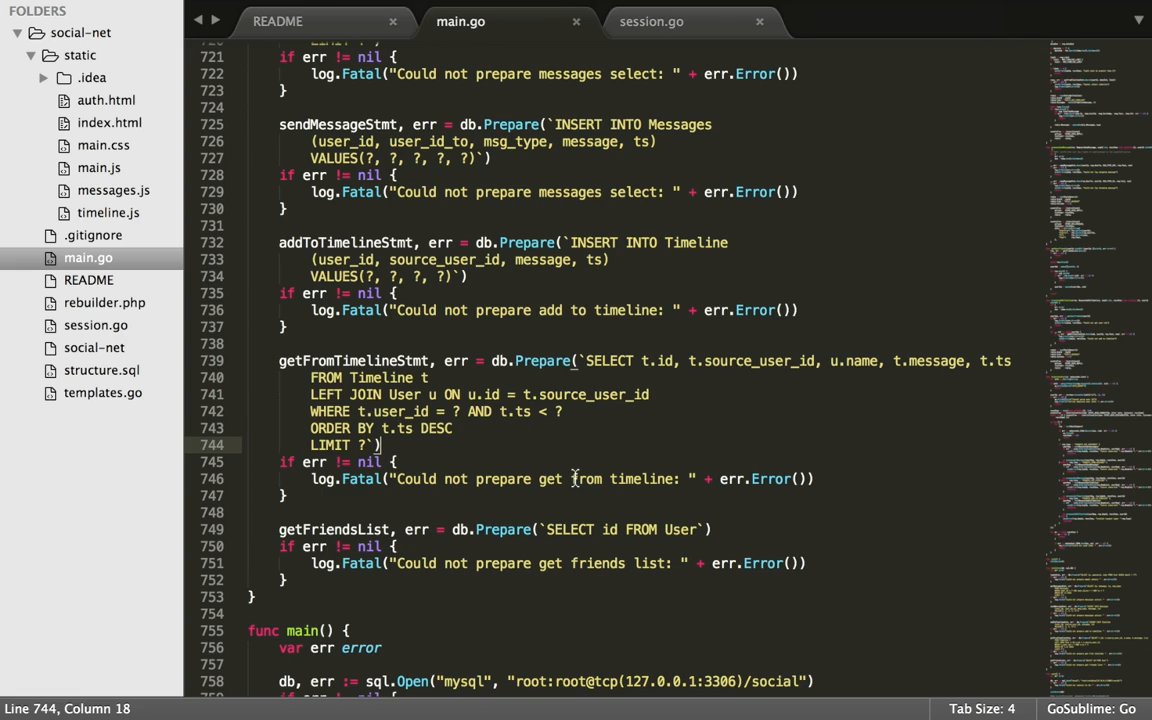 FOLDERS
social-net
static
.idea
auth.html
index.html
main.css
main.js
messages.js
timeline.js
.gitignore
main.go
README
rebuilder.php
session.go
social-net
structure.sql
templates.go
README
main.go
session.go
721 if err != nil {
722 log.Fatal("Could not prepare messages select: " + err.Error())
723 }
724
725 sendMessageStmt, err = db.Prepare(`INSERT INTO Messages
726 (user_id, user_id_to, msg_type, message, ts)
727 VALUES(?, ?, ?, ?, ?)`)
728 if err != nil {
729 log.Fatal("Could not prepare messages select: " + err.Error())
730 }
731
732 addToTimelineStmt, err = db.Prepare(`INSERT INTO Timeline
733 (user_id, source_user_id, message, ts)
734 VALUES(?, ?, ?, ?)`)
735 if err != nil {
736 log.Fatal("Could not prepare add to timeline: " + err.Error())
737 }
738
739 getFromTimelineStmt, err = db.Prepare(`SELECT t.id, t.source_user_id, u.name, t.message, t.ts
740 FROM Timeline t
741 LEFT JOIN User u ON u.id = t.source_user_id
742 WHERE t.user_id = ? AND t.ts < ?
743 ORDER BY t.ts DESC
744 LIMIT ?`)
745 if err != nil {
746 log.Fatal("Could not prepare get from timeline: " + err.Error())
747 }
748
749 getFriendsList, err = db.Prepare(`SELECT id FROM User`)
750 if err != nil {
751 log.Fatal("Could not prepare get friends list: " + err.Error())
752 }
753 }
754
755 func main() {
756 var err error
757
758 db, err := sql.Open("mysql", "root:root@tcp(127.0.0.1:3306)/social")
Line 744, Column 18
Tab Size: 4
GoSublime: Go